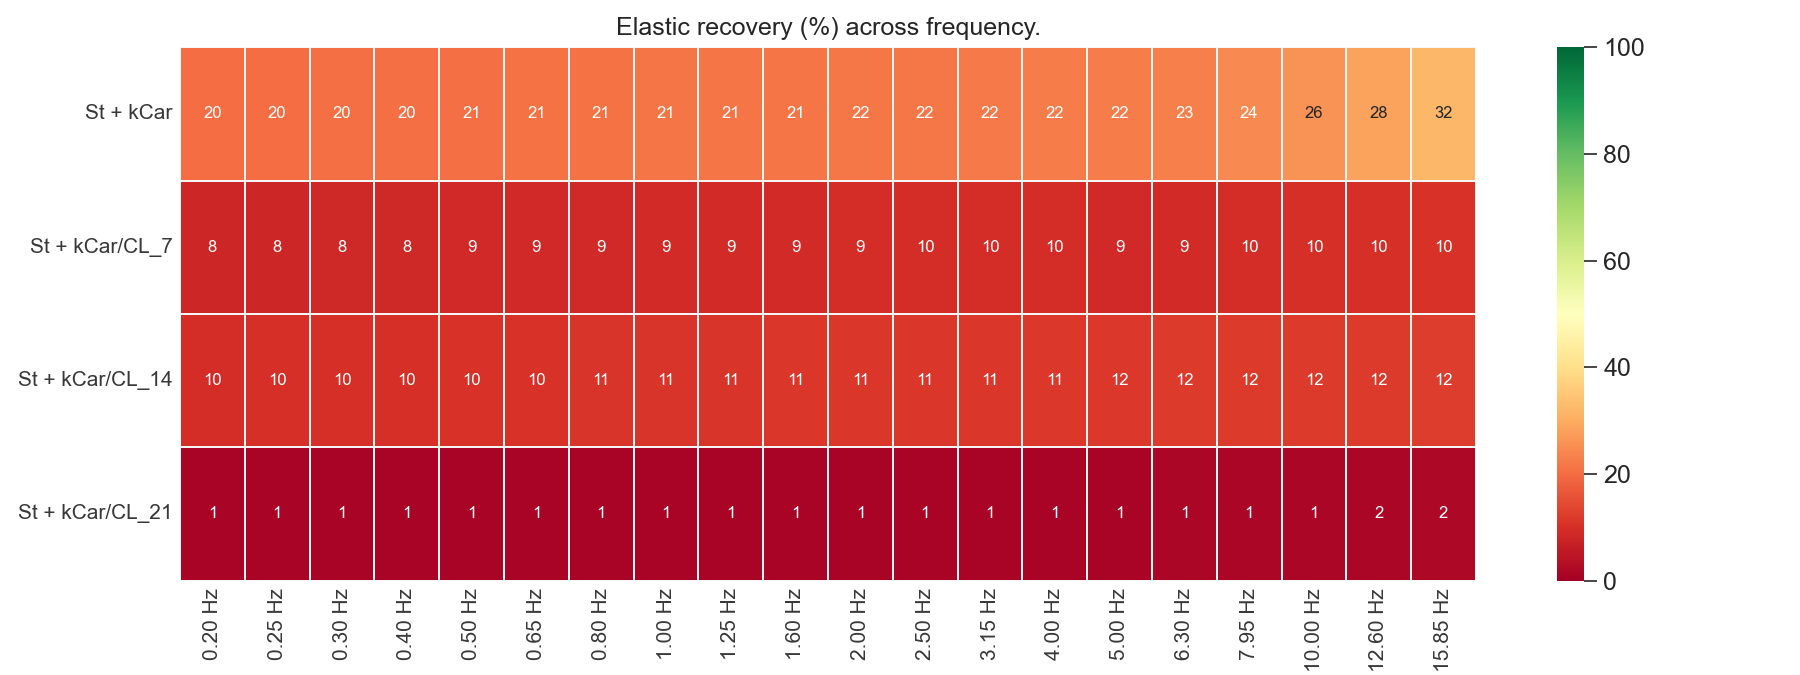 Elastic recovery (%) across frequency.
St + kCar 20 20 20 20 21 21 21 21 21 21 22 22 22 22 22 23 24 26 28 32
St + kCar/CL_7 8 8 8 8 9 9 9 9 9 9 9 10 10 10 9 9 10 10 10 10
St + kCar/CL_14 10 10 10 10 10 10 11 11 11 11 11 11 11 11 12 12 12 12 12 12
St + kCar/CL_21 1 1 1 1 1 1 1 1 1 1 1 1 1 1 1 1 1 1 2 2
0.20 Hz 0.25 Hz 0.30 Hz 0.40 Hz 0.50 Hz 0.65 Hz 0.80 Hz 1.00 Hz 1.25 Hz 1.60 Hz 2.00 Hz 2.50 Hz 3.15 Hz 4.00 Hz 5.00 Hz 6.30 Hz 7.95 Hz 10.00 Hz 12.60 Hz 15.85 Hz
100
80
60
40
20
0